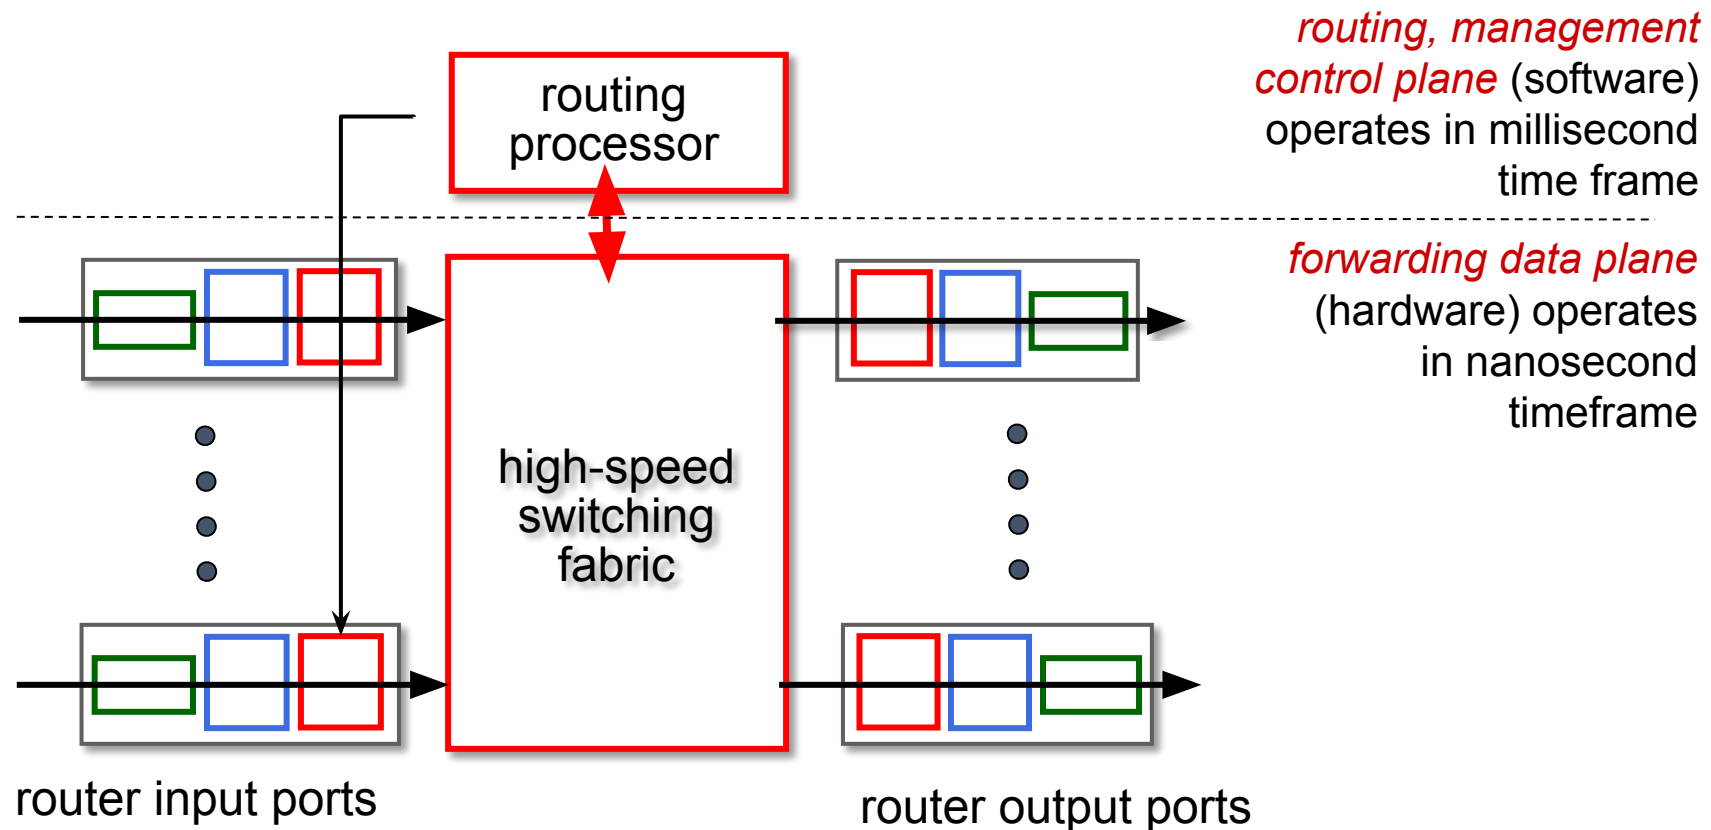 routing, management
control plane (software)
operates in millisecond
time frame
routing
processor
forwarding data plane
(hardware) operates
in nanosecond
timeframe
high-speed
switching
fabric
router input ports
router output ports